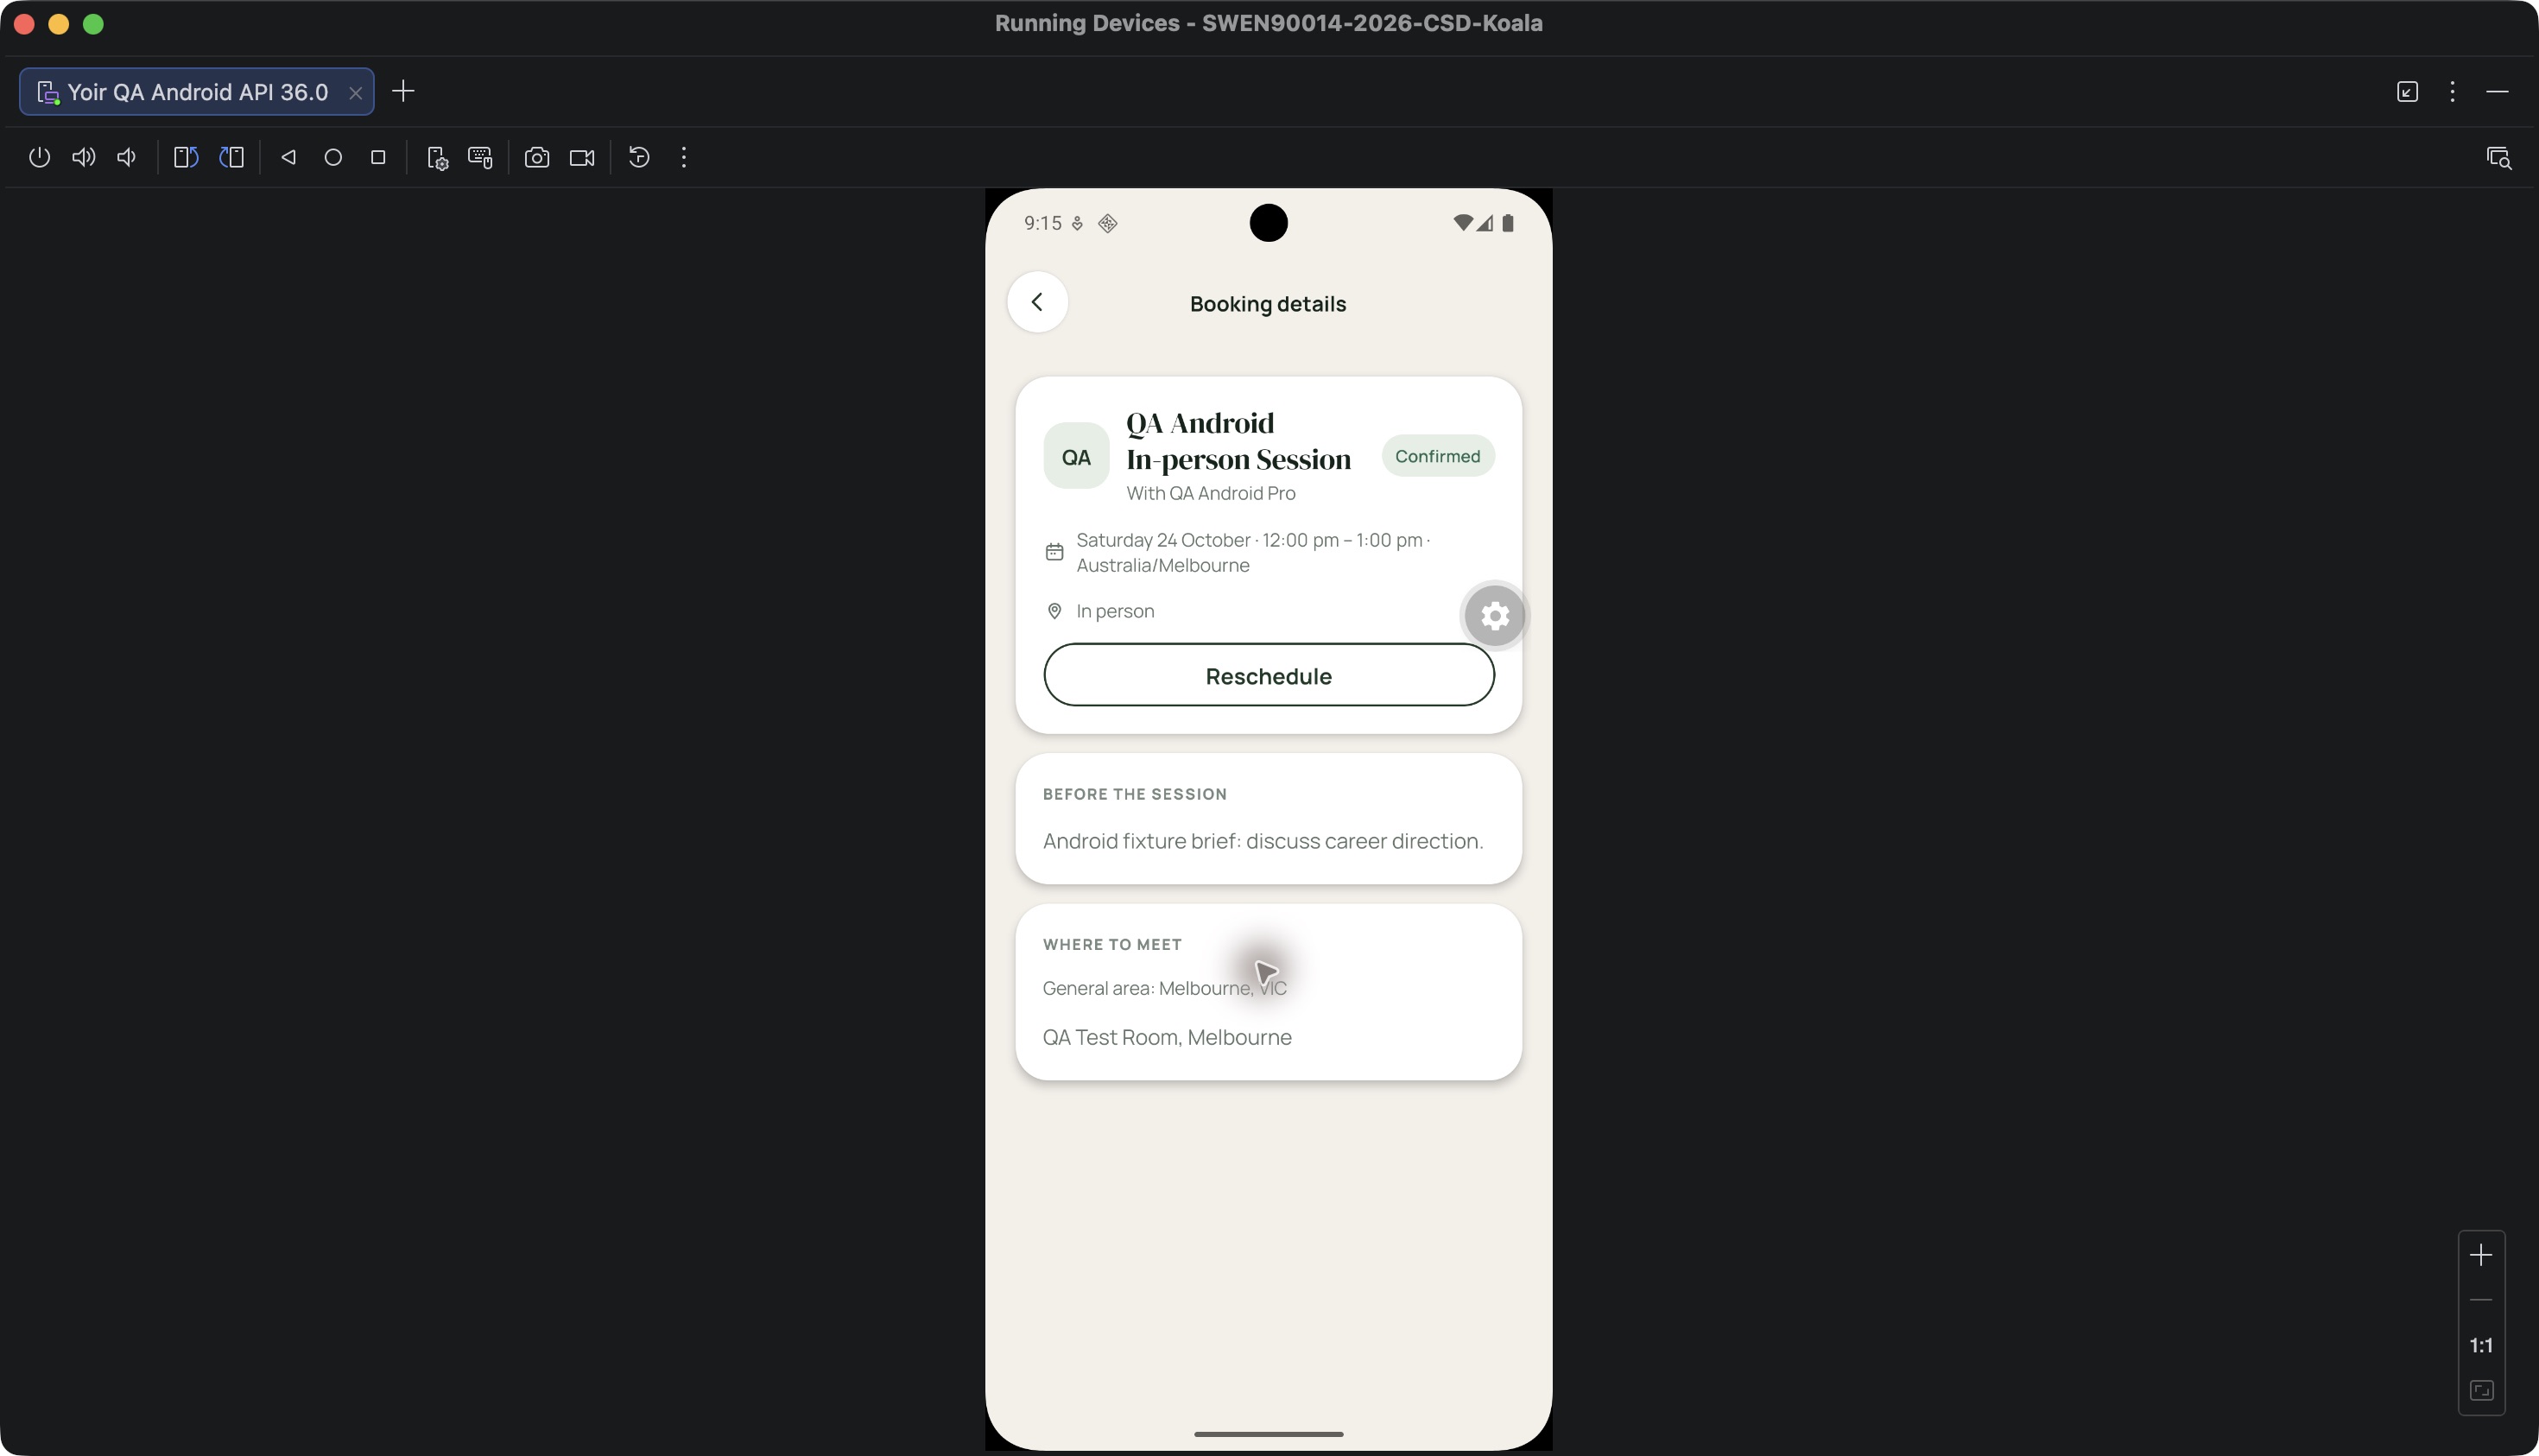 Running Devices - SWEN90014-2026-CSD-Koala
Yoir QA Android API 36.0
9:15
Booking details
QA
QA Android
In-person Session
With QA Android Pro
Confirmed
Saturday 24 October · 12:00 pm – 1:00 pm ·
Australia/Melbourne
In person
Reschedule
BEFORE THE SESSION
Android fixture brief: discuss career direction.
WHERE TO MEET
General area: Melbourne, VIC
QA Test Room, Melbourne
1:1